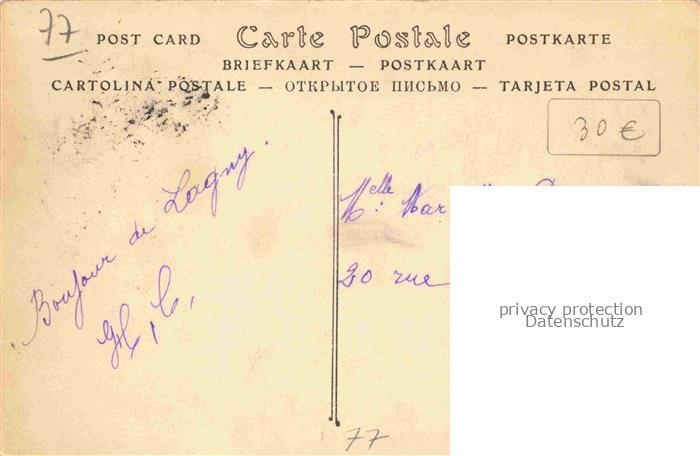 77
POST CARD Carte Postale POSTKARTE
BRIEFKAART — POSTKAART
CARTOLINA POSTALE — ОТКРЫТОЕ ПИСЬМО — TARJETA POSTAL
30 €
Bonjour de Lagny.
Melle Mar
20 rue
privacy protection
Datenschutz
77